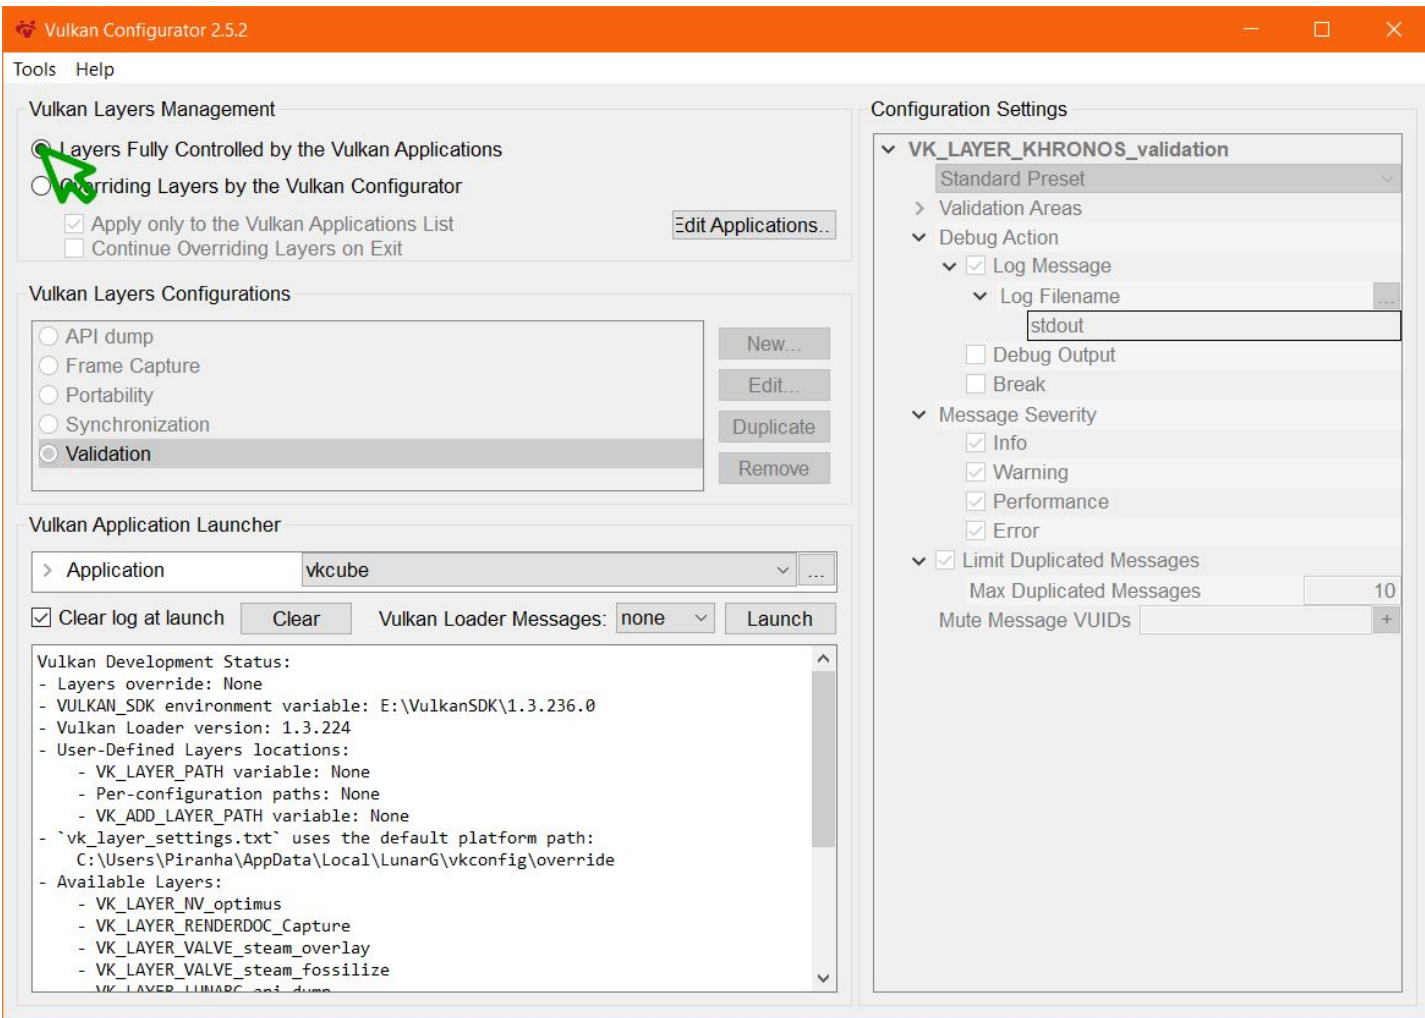 Vulkan Configurator 2.5.2
Tools Help
Vulkan Layers Management
Layers Fully Controlled by the Vulkan Applications
Overriding Layers by the Vulkan Configurator
Apply only to the Vulkan Applications List
Continue Overriding Layers on Exit
Edit Applications...
Vulkan Layers Configurations
API dump
Frame Capture
Portability
Synchronization
Validation
New...
Edit...
Duplicate
Remove
Vulkan Application Launcher
Application vkcube ...
Clear log at launch Clear Vulkan Loader Messages: none Launch
Vulkan Development Status:
- Layers override: None
- VULKAN_SDK environment variable: E:\VulkanSDK\1.3.236.0
- Vulkan Loader version: 1.3.224
- User-Defined Layers locations:
- VK_LAYER_PATH variable: None
- Per-configuration paths: None
- VK_ADD_LAYER_PATH variable: None
- `vk_layer_settings.txt` uses the default platform path:
C:\Users\Piranha\AppData\Local\LunarG\vkconfig\override
- Available Layers:
- VK_LAYER_NV_optimus
- VK_LAYER_RENDERDOC_Capture
- VK_LAYER_VALVE_steam_overlay
- VK_LAYER_VALVE_steam_fossilize
VK_LAYER_LUNARG_api_dump
Configuration Settings
VK_LAYER_KHRONOS_validation
Standard Preset
Validation Areas
Debug Action
Log Message
Log Filename ...
stdout
Debug Output
Break
Message Severity
Info
Warning
Performance
Error
Limit Duplicated Messages
Max Duplicated Messages 10
Mute Message VUIDs +